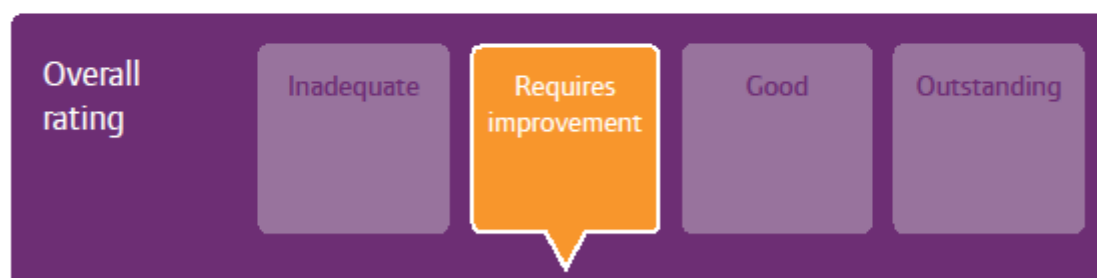 Overall
rating
Inadequate
Requires
improvement
Good
Outstanding